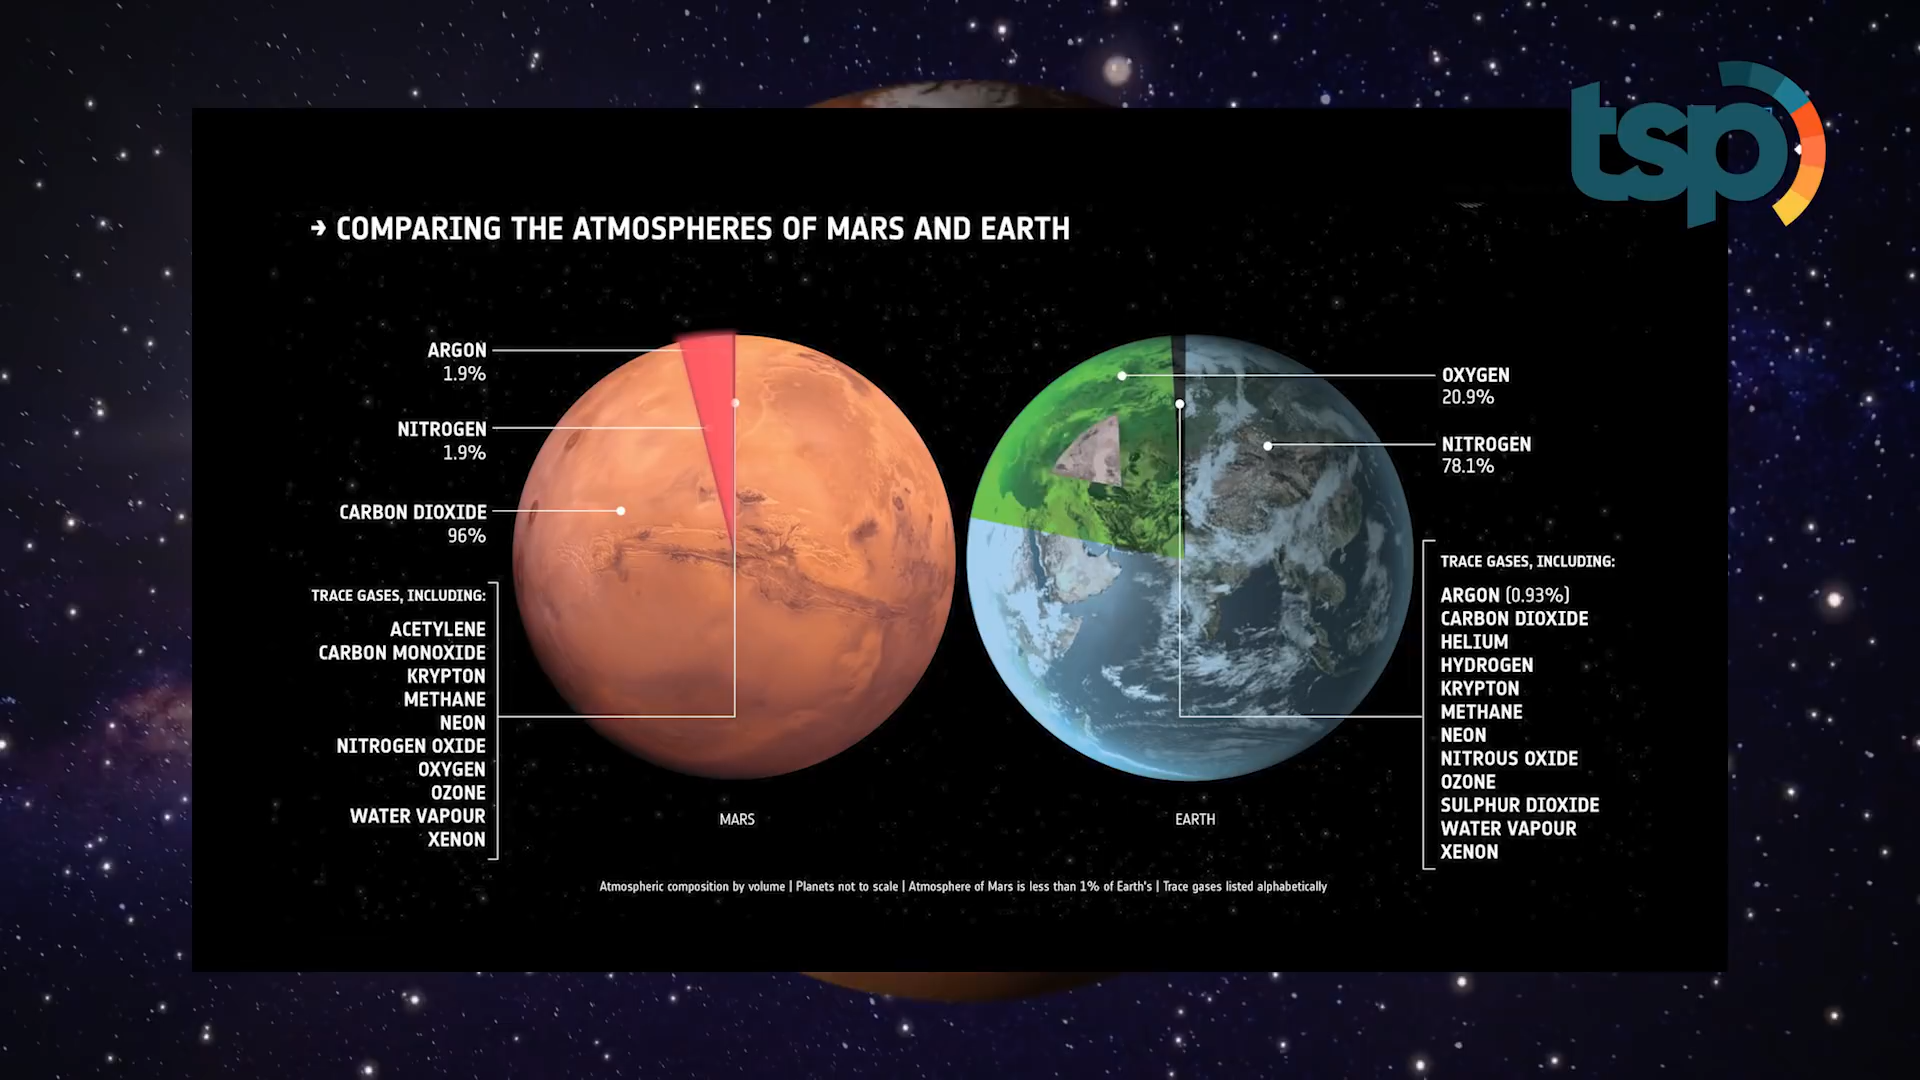 tsp
→ COMPARING THE ATMOSPHERES OF MARS AND EARTH
ARGON
1.9%
NITROGEN
1.9%
CARBON DIOXIDE
96%
TRACE GASES, INCLUDING:
ACETYLENE
CARBON MONOXIDE
KRYPTON
METHANE
NEON
NITROGEN OXIDE
OXYGEN
OZONE
WATER VAPOUR
XENON
MARS
OXYGEN
20.9%
NITROGEN
78.1%
TRACE GASES, INCLUDING:
ARGON (0.93%)
CARBON DIOXIDE
HELIUM
HYDROGEN
KRYPTON
METHANE
NEON
NITROUS OXIDE
OZONE
SULPHUR DIOXIDE
WATER VAPOUR
XENON
EARTH
Atmospheric composition by volume | Planets not to scale | Atmosphere of Mars is less than 1% of Earth's | Trace gases listed alphabetically